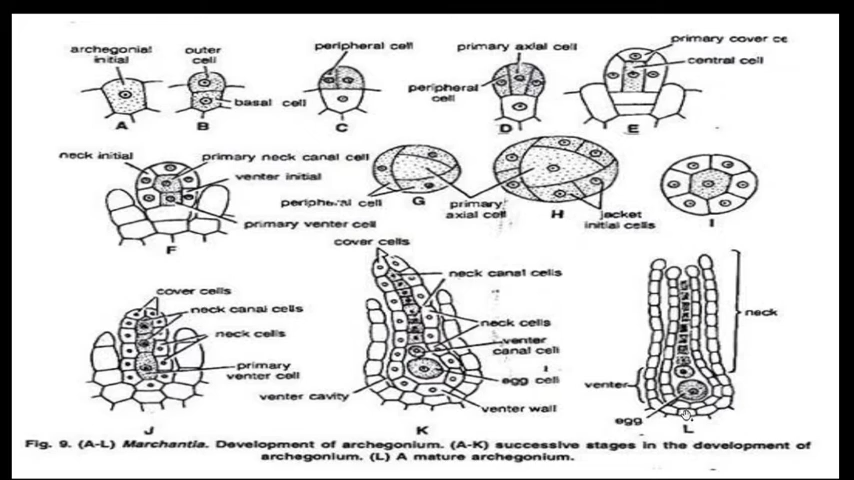 archegonial initial
outer cell
basal cell
A
B
peripheral cell
C
primary axial cell
peripheral cell
D
primary cover ce
central cell
E
neck initial
primary neck canal cell
venter initial
primary venter cell
F
peripheral cell
G
primary axial cell
H
jacket initial cells
I
cover cells
neck canal cells
neck cells
primary venter cell
J
cover cells
neck canal cells
neck cells
venter canal cell
egg cell
venter cavity
venter wall
K
neck
venter
egg
L
Fig. 9. (A-L) Marchantia. Development of archegonium. (A-K) successive stages in the development of
archegonium. (L) A mature archegonium.